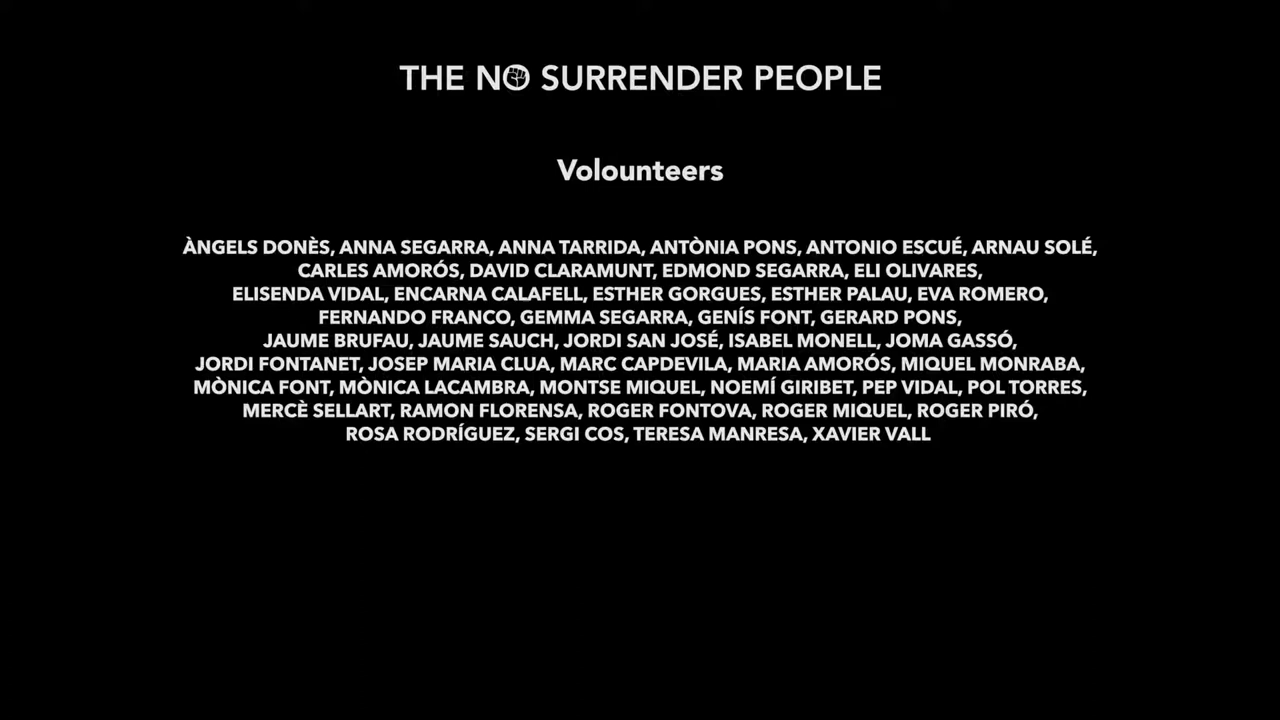 THE NO SURRENDER PEOPLE
Volounteers
ÀNGELS DONÈS, ANNA SEGARRA, ANNA TARRIDA, ANTÒNIA PONS, ANTONIO ESCUÉ, ARNAU SOLÉ,
CARLES AMORÓS, DAVID CLARAMUNT, EDMOND SEGARRA, ELI OLIVARES,
ELISENDA VIDAL, ENCARNA CALAFELL, ESTHER GORGUES, ESTHER PALAU, EVA ROMERO,
FERNANDO FRANCO, GEMMA SEGARRA, GENÍS FONT, GERARD PONS,
JAUME BRUFAU, JAUME SAUCH, JORDI SAN JOSÉ, ISABEL MONELL, JOMA GASSÓ,
JORDI FONTANET, JOSEP MARIA CLUA, MARC CAPDEVILA, MARIA AMORÓS, MIQUEL MONRABA,
MÒNICA FONT, MÒNICA LACAMBRA, MONTSE MIQUEL, NOEMÍ GIRIBET, PEP VIDAL, POL TORRES,
MERCÈ SELLART, RAMON FLORENSA, ROGER FONTOVA, ROGER MIQUEL, ROGER PIRÓ,
ROSA RODRÍGUEZ, SERGI COS, TERESA MANRESA, XAVIER VALL